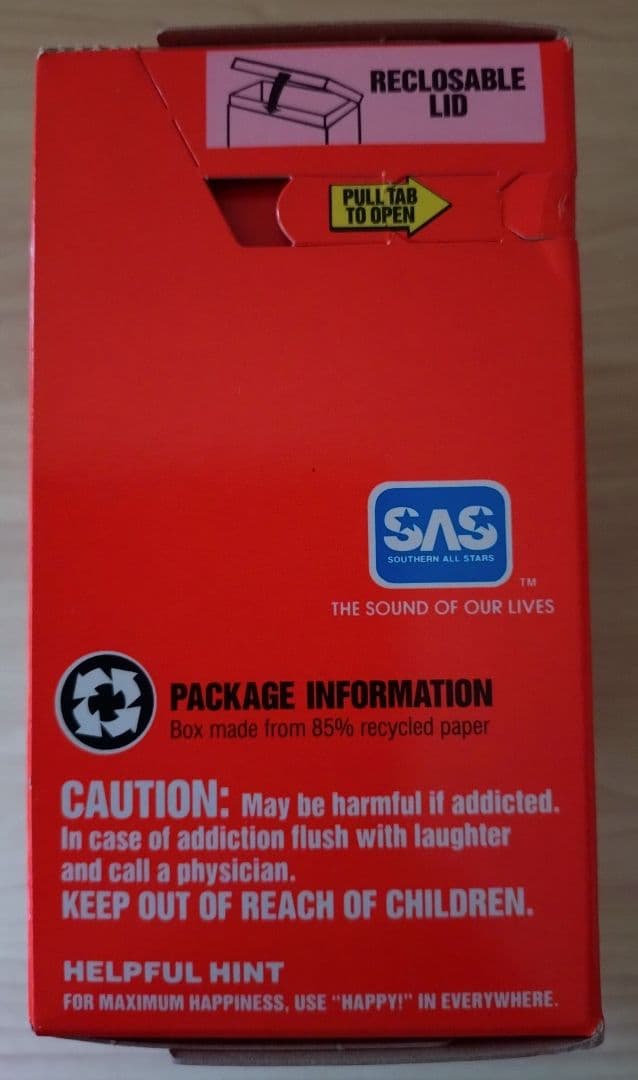 RECLOSABLE
LID
PULL TAB
TO OPEN
SAS
SOUTHERN ALL STARS
TM
THE SOUND OF OUR LIVES
PACKAGE INFORMATION
Box made from 85% recycled paper
CAUTION: May be harmful if addicted.
In case of addiction flush with laughter
and call a physician.
KEEP OUT OF REACH OF CHILDREN.
HELPFUL HINT
FOR MAXIMUM HAPPINESS, USE "HAPPY!" IN EVERYWHERE.